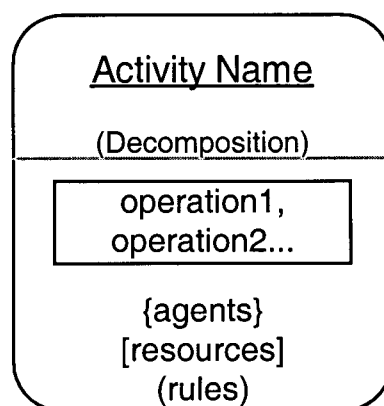 Activity Name
(Decomposition)
operation1,
operation2...
{agents}
[resources]
(rules)